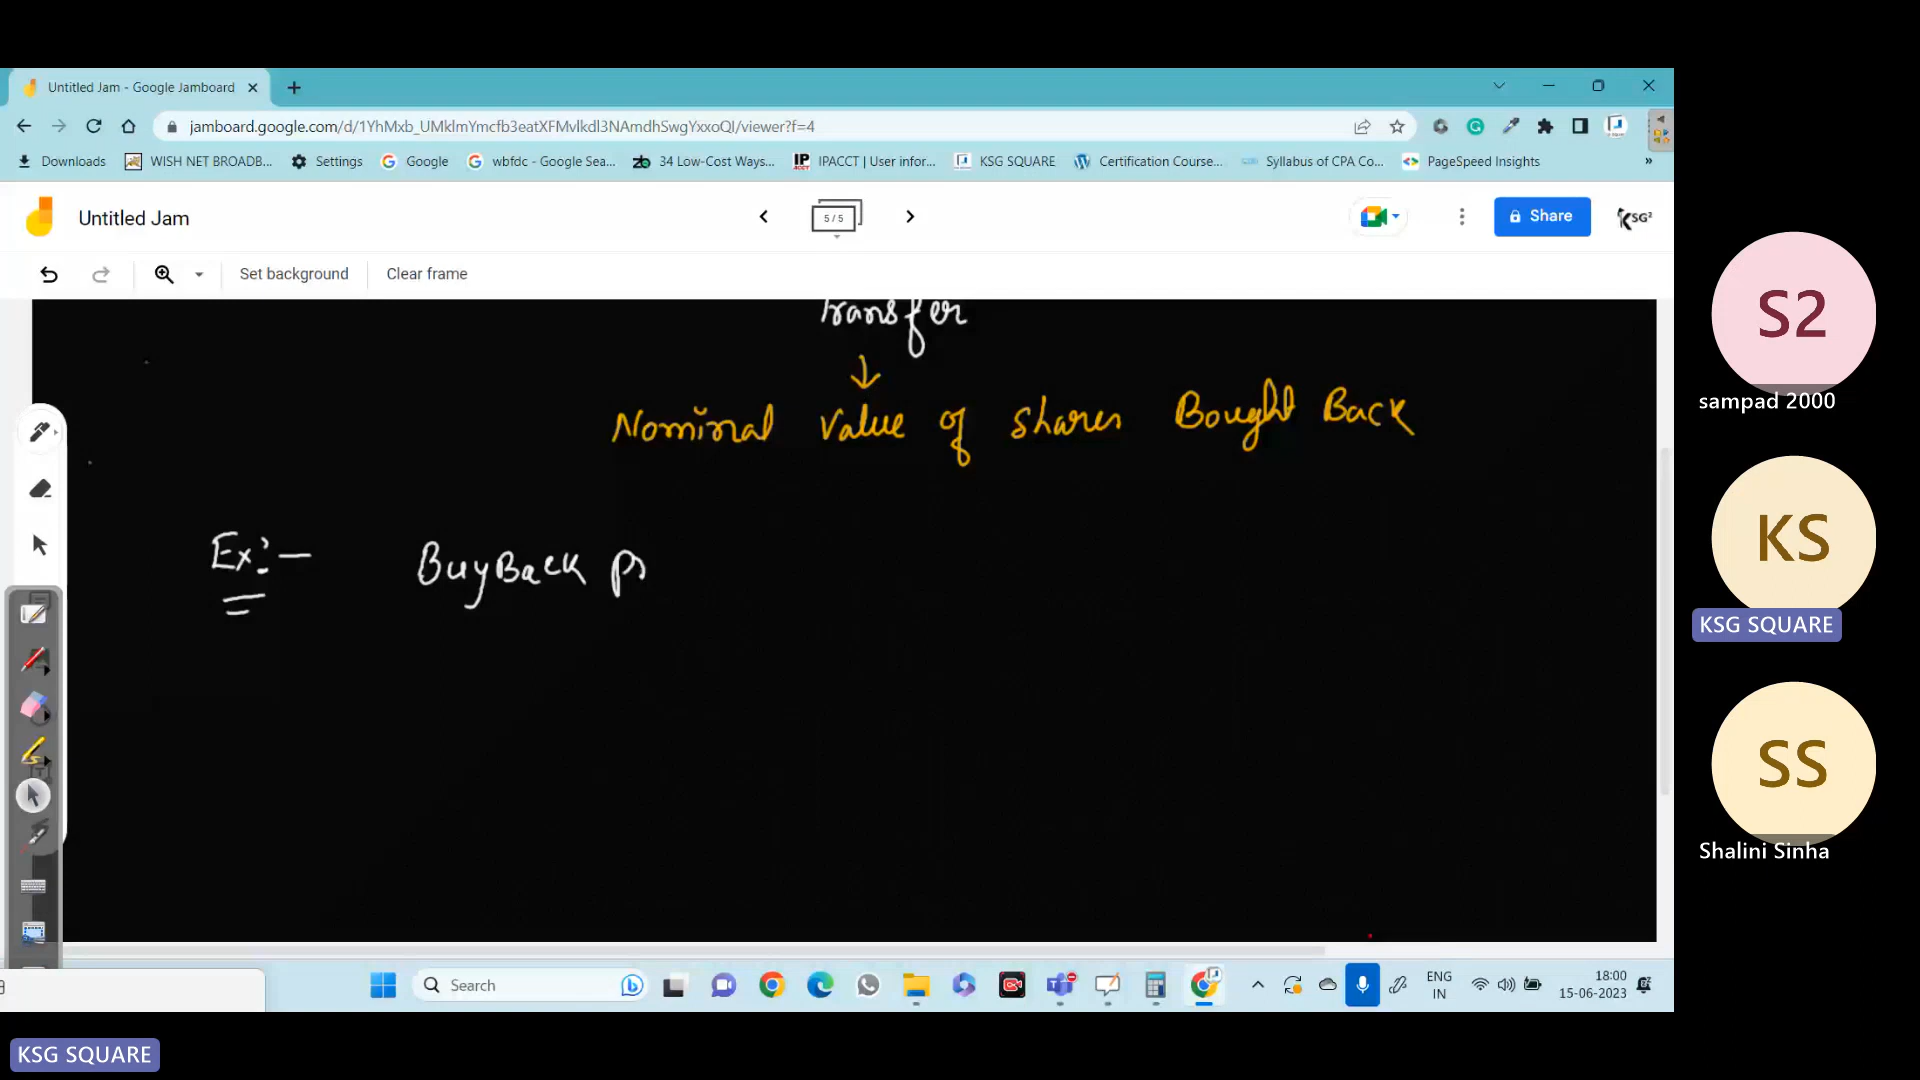 Untitled Jam - Google Jamboard
jamboard.google.com/d/1YhMxb_UMklmYmcfb3eatXFMvlkdl3NAmdhSwgYxxoQI/viewer?f=4
Downloads WISH NET BROADB... Settings Google wbfdc - Google Sea... 34 Low-Cost Ways... IPACCT | User infor... KSG SQUARE Certification Course... Syllabus of CPA Co... PageSpeed Insights »
Untitled Jam 5 / 5 Share KSG²
Set background Clear frame
Transfer
Nominal value of shares Bought Back
Ex:- BuyBack pr
S2
sampad 2000
KS
KSG SQUARE
SS
Shalini Sinha
Search
ENG
IN
18:00
15-06-2023
KSG SQUARE